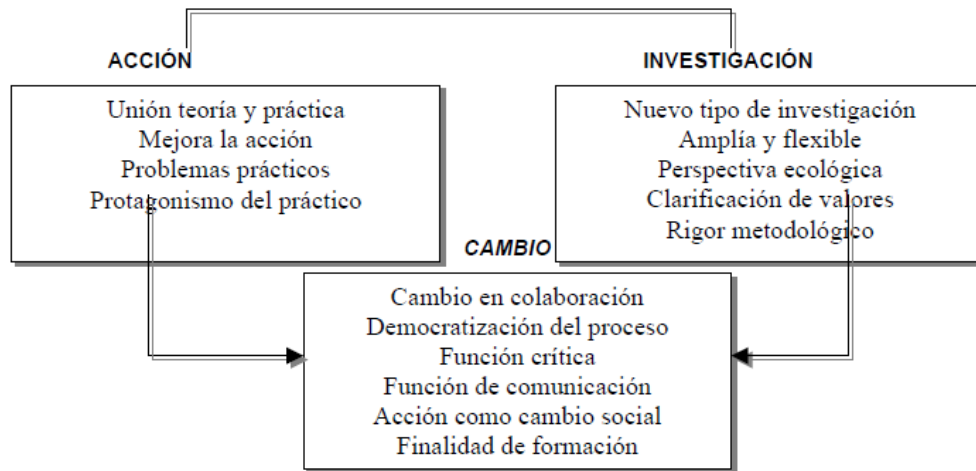 ACCIÓN
Unión teoría y práctica
Mejora la acción
Problemas prácticos
Protagonismo del práctico
INVESTIGACIÓN
Nuevo tipo de investigación
Amplía y flexible
Perspectiva ecológica
Clarificación de valores
Rigor metodológico
CAMBIO
Cambio en colaboración
Democratización del proceso
Función crítica
Función de comunicación
Acción como cambio social
Finalidad de formación